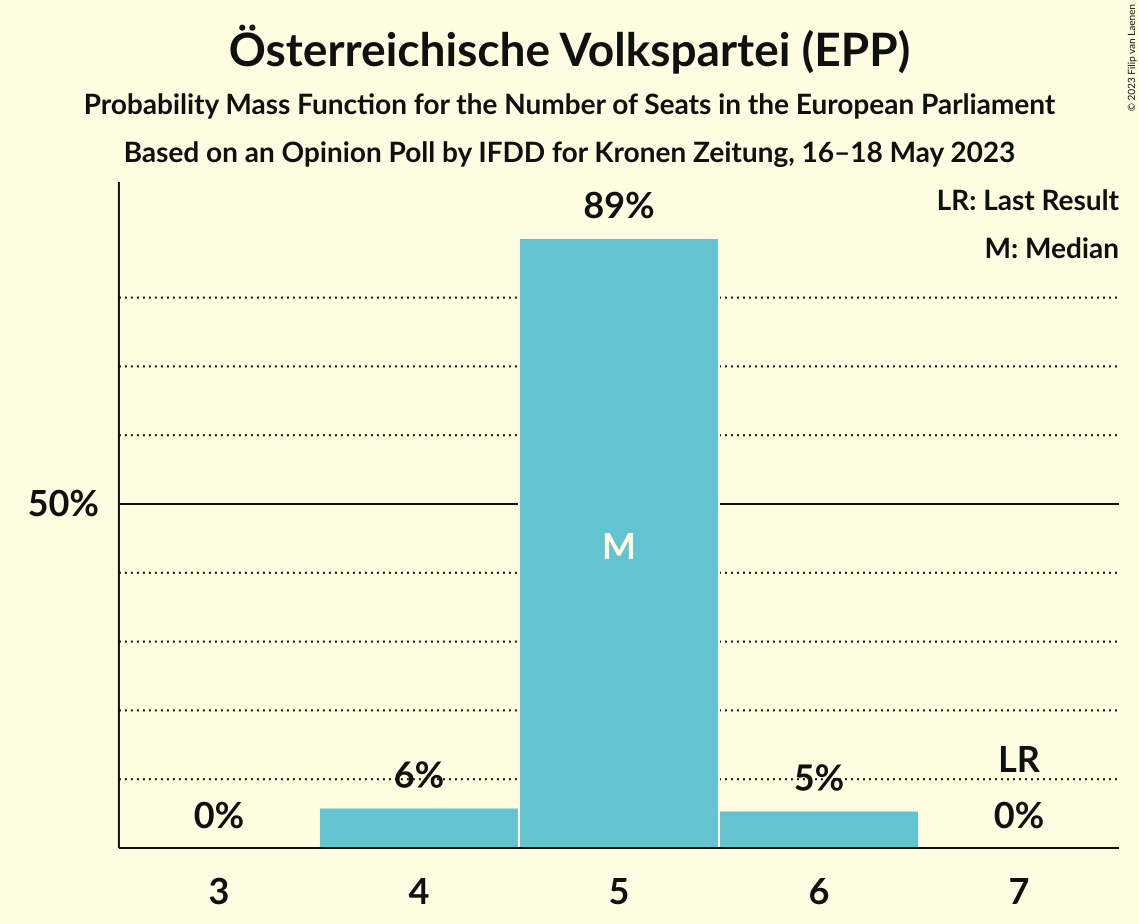 Österreichische Volkspartei (EPP)
Probability Mass Function for the Number of Seats in the European Parliament
Based on an Opinion Poll by IFDD for Kronen Zeitung, 16–18 May 2023
© 2023 Filip van Laenen
LR: Last Result
M: Median
89%
50%
M
6%
5%
LR
0%
0%
3 4 5 6 7